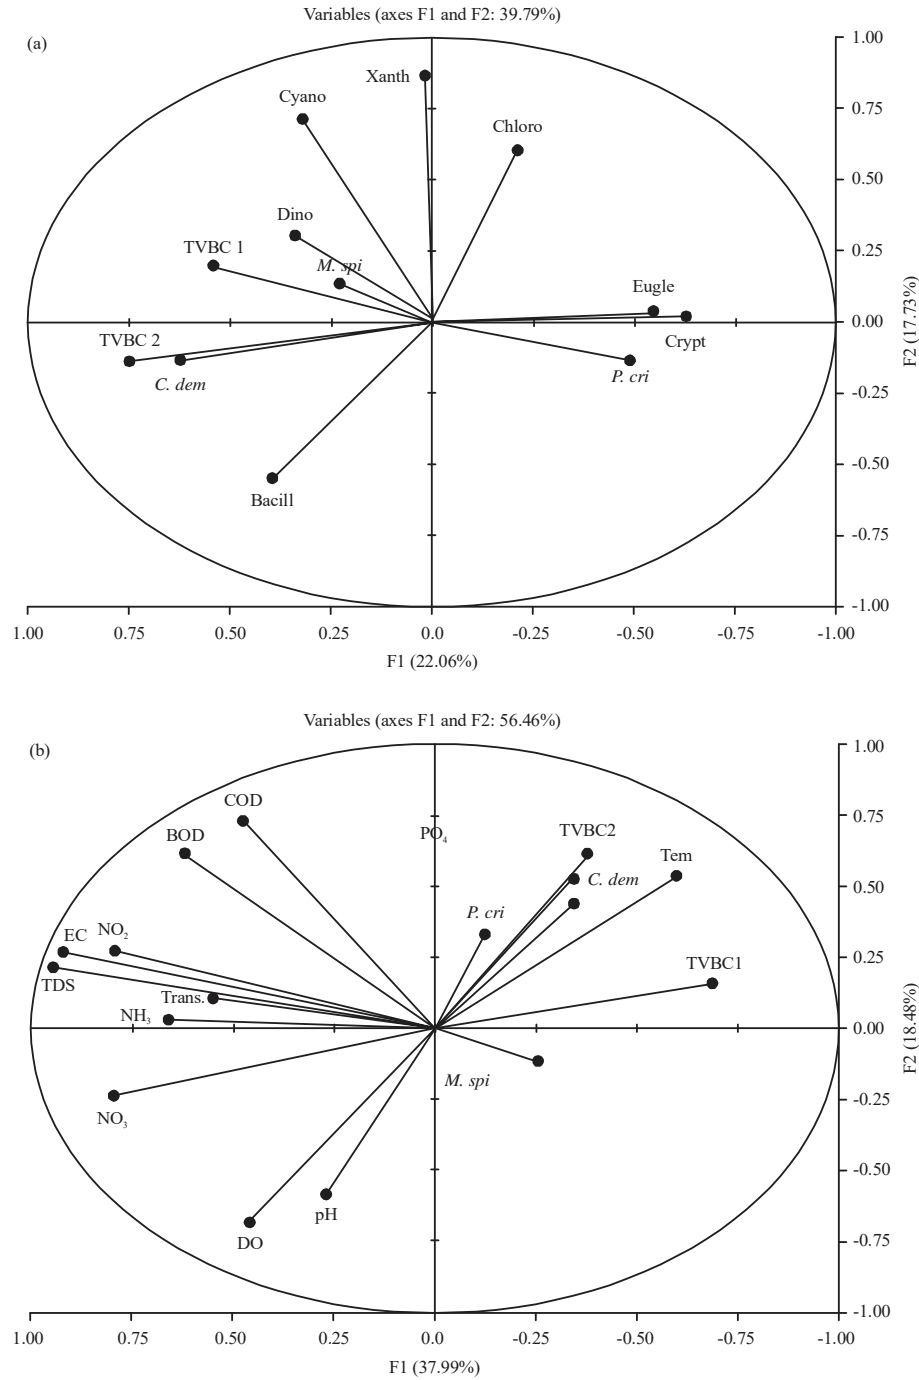 Variables (axes F1 and F2: 39.79%)
(a)
1.00
Xanth
Cyano
0.75
Chloro
0.50
Dino
TVBC 1
0.25
M. spi
Eugle
0.00
TVBC 2
Crypt
C. dem
P. cri
-0.25
-0.50
Bacill
-0.75
-1.00
F2 (17.73%)
1.00 0.75 0.50 0.25 0.0 -0.25 -0.50 -0.75 -1.00
F1 (22.06%)
Variables (axes F1 and F2: 56.46%)
(b)
1.00
COD
0.75
BOD
PO₄
TVBC2
Tem
C. dem
0.50
P. cri
EC
NO₂
0.25
TVBC1
TDS
Trans.
NH₃
0.00
M. spi
-0.25
NO₃
-0.50
pH
DO
-0.75
-1.00
F2 (18.48%)
1.00 0.75 0.50 0.25 0.0 -0.25 -0.50 -0.75 -1.00
F1 (37.99%)